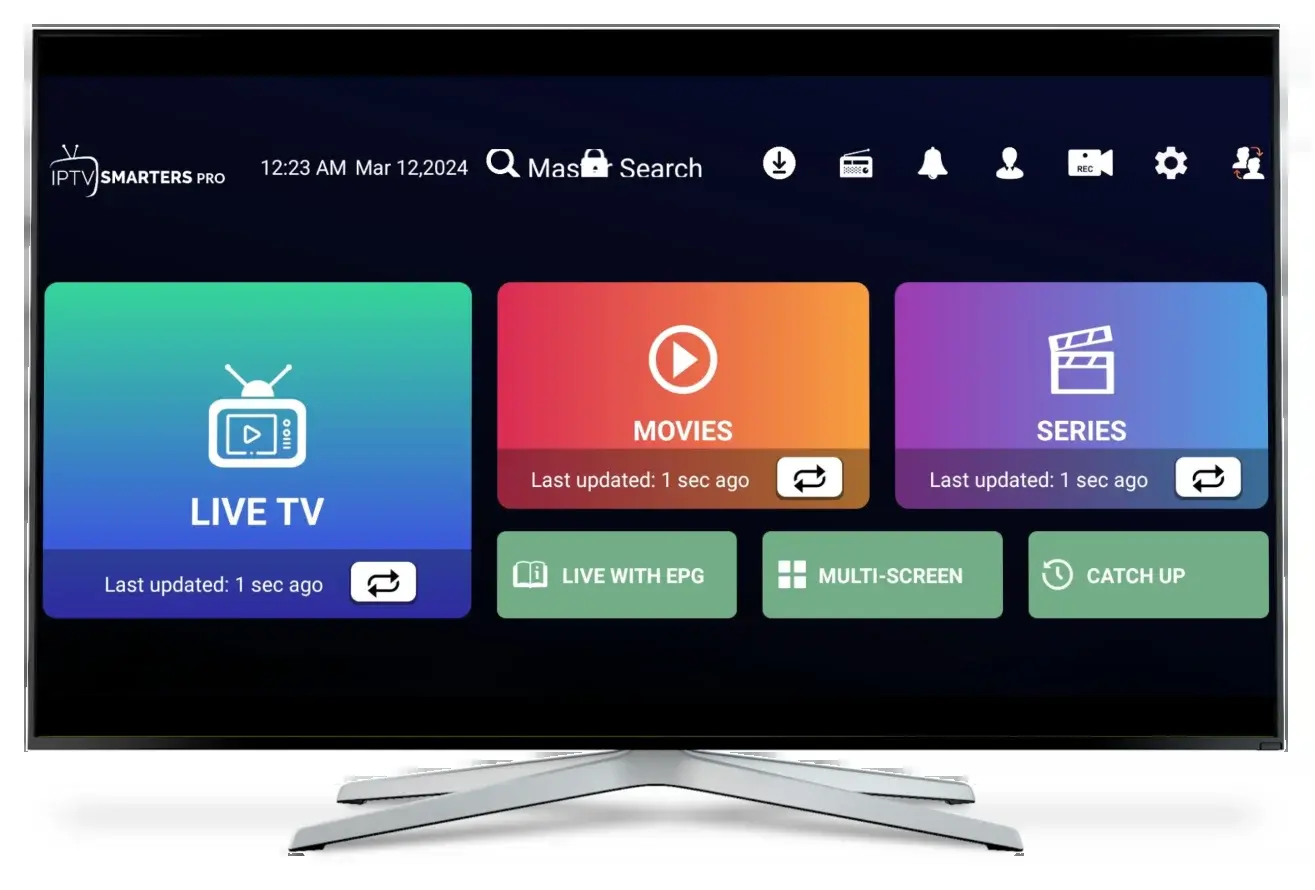 IPTV SMARTERS PRO
12:23 AM Mar 12,2024
Search
REC
LIVE TV
Last updated: 1 sec ago
MOVIES
Last updated: 1 sec ago
SERIES
Last updated: 1 sec ago
LIVE WITH EPG
MULTI-SCREEN
CATCH UP